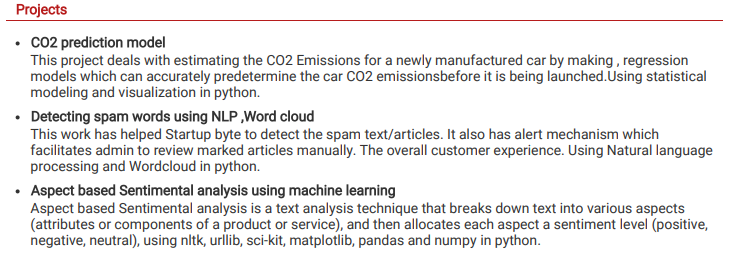 Projects
• CO2 prediction model
This project deals with estimating the CO2 Emissions for a newly manufactured car by making , regression
models which can accurately predetermine the car CO2 emissionsbefore it is being launched.Using statistical
modeling and visualization in python.
• Detecting spam words using NLP ,Word cloud
This work has helped Startup byte to detect the spam text/articles. It also has alert mechanism which
facilitates admin to review marked articles manually. The overall customer experience. Using Natural language
processing and Wordcloud in python.
• Aspect based Sentimental analysis using machine learning
Aspect based Sentimental analysis is a text analysis technique that breaks down text into various aspects
(attributes or components of a product or service), and then allocates each aspect a sentiment level (positive,
negative, neutral), using nltk, urllib, sci-kit, matplotlib, pandas and numpy in python.